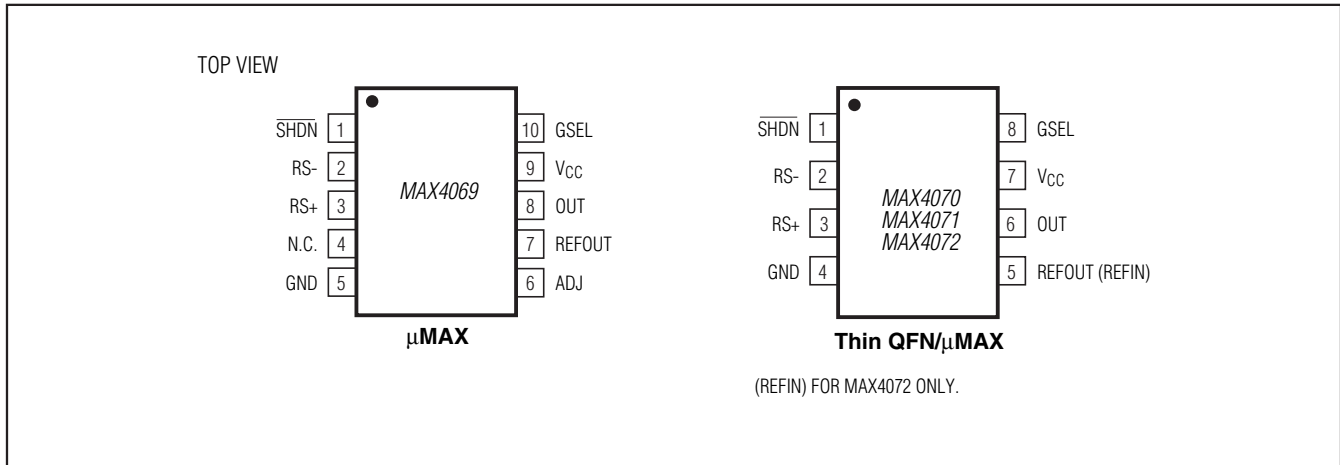 TOP VIEW
SHDN 1
RS- 2
RS+ 3
N.C. 4
GND 5
MAX4069
10 GSEL
9 VCC
8 OUT
7 REFOUT
6 ADJ
µMAX
SHDN 1
RS- 2
RS+ 3
GND 4
MAX4070
MAX4071
MAX4072
8 GSEL
7 VCC
6 OUT
5 REFOUT (REFIN)
Thin QFN/µMAX
(REFIN) FOR MAX4072 ONLY.